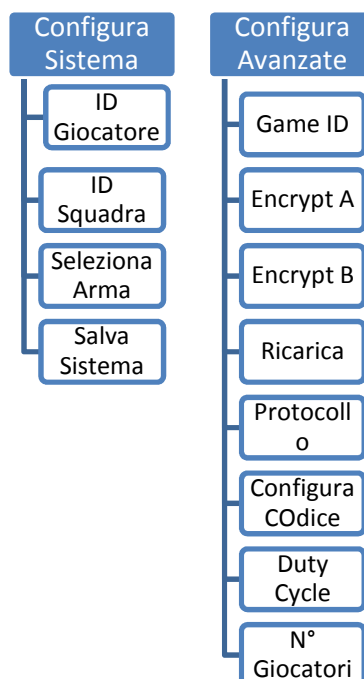 Configura
Sistema
ID
Giocatore
ID
Squadra
Seleziona
Arma
Salva
Sistema
Configura
Avanzate
Game ID
Encrypt A
Encrypt B
Ricarica
Protocoll
o
Configura
COdice
Duty
Cycle
N°
Giocatori